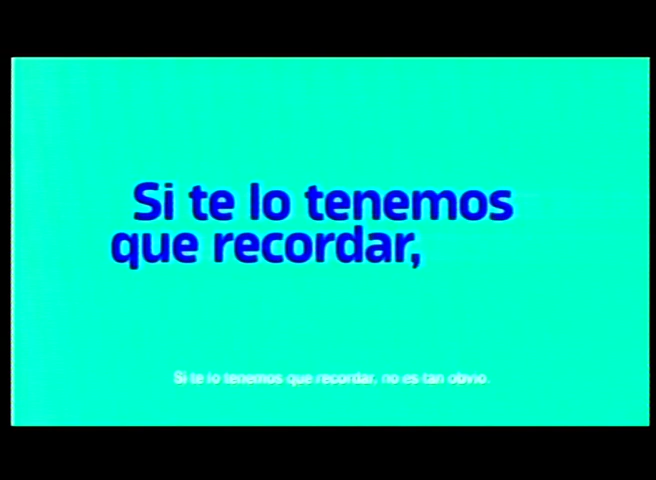 Si te lo tenemos
que recordar,
Si te lo tenemos que recordar, no es tan obvio.